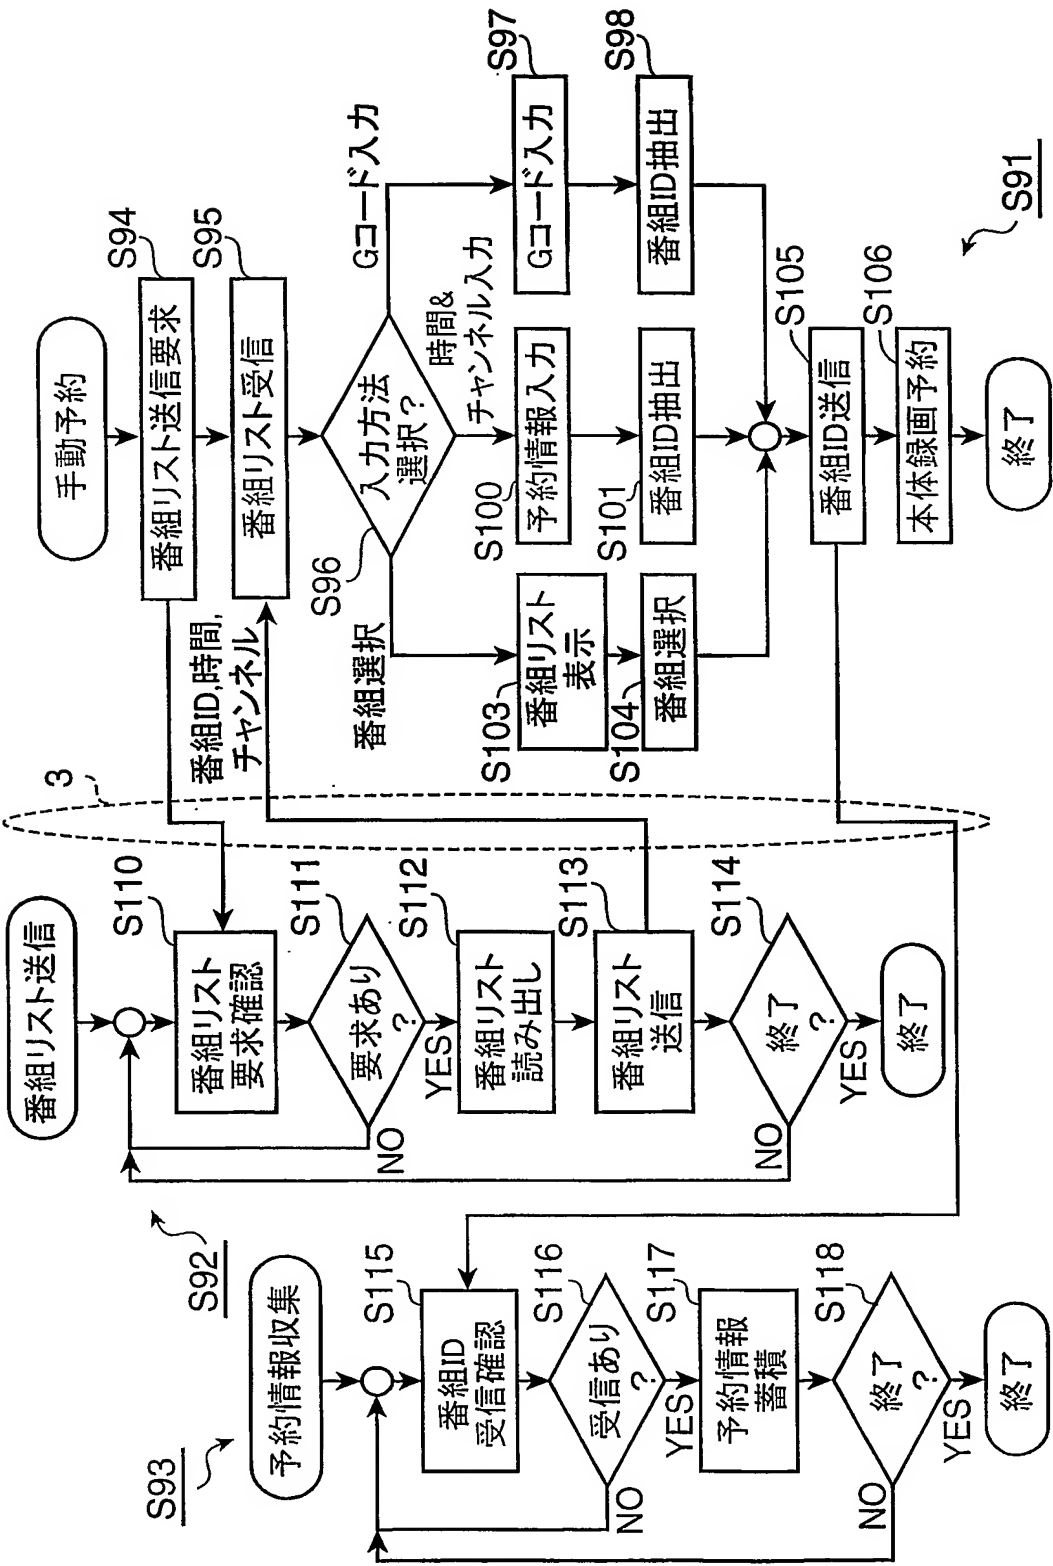 S93
予約情報収集
S115
番組ID
受信確認
S116
受信あり
?
NO
YES
S117
予約情報
蓄積
S118
終了
?
NO
YES
終了
S92
番組リスト送信
S110
番組リスト
要求確認
S111
要求あり
?
NO
YES
S112
番組リスト
読み出し
S113
番組リスト
送信
S114
終了
?
NO
YES
終了
3
番組ID,時間,
チャンネル
手動予約
番組リスト送信要求
S94
番組リスト受信
S95
入力方法
選択?
S96
番組選択
時間&
チャンネル入力
Gコード入力
S103
番組リスト
表示
S104
番組選択
S100
予約情報入力
S101
番組ID抽出
S97
Gコード入力
S98
番組ID抽出
S105
番組ID送信
S106
本体録画予約
終了
S91